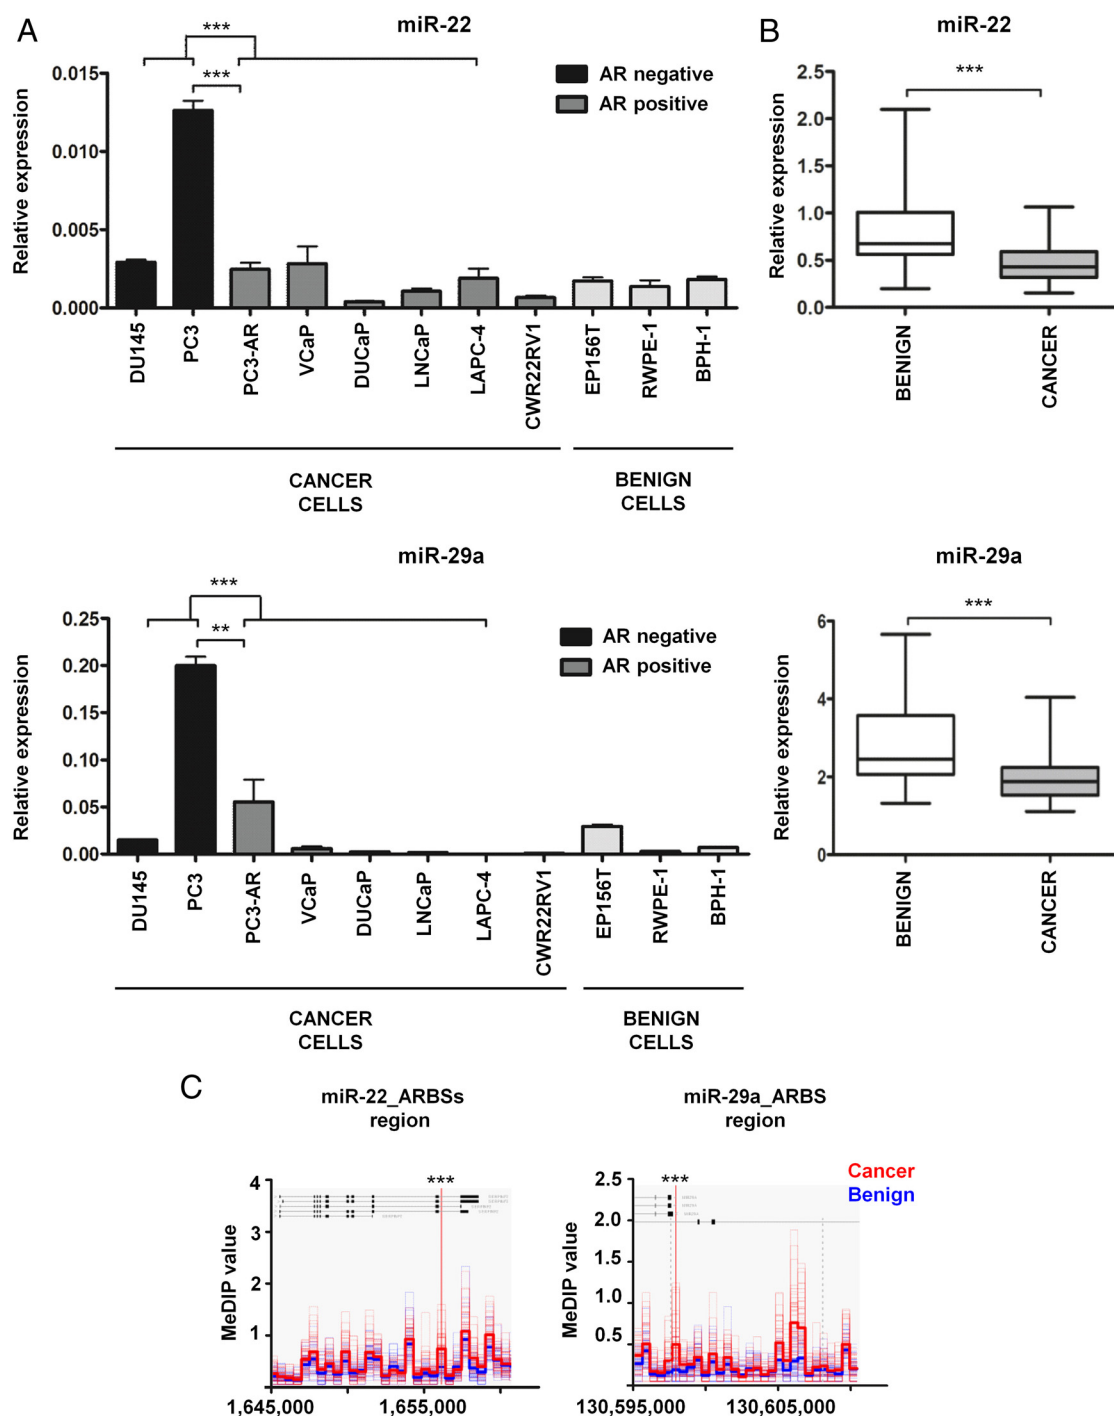 A
miR-22
***
***
AR negative
AR positive
Relative expression
0.015
0.010
0.005
0.000
DU145
PC3
PC3-AR
VCaP
DUCaP
LNCaP
LAPC-4
CWR22RV1
EP156T
RWPE-1
BPH-1
CANCER
CELLS
BENIGN
CELLS
B
miR-22
***
Relative expression
2.5
2.0
1.5
1.0
0.5
0.0
BENIGN
CANCER
miR-29a
***
**
AR negative
AR positive
Relative expression
0.25
0.20
0.15
0.10
0.05
0.00
DU145
PC3
PC3-AR
VCaP
DUCaP
LNCaP
LAPC-4
CWR22RV1
EP156T
RWPE-1
BPH-1
CANCER
CELLS
BENIGN
CELLS
miR-29a
***
Relative expression
6
4
2
0
BENIGN
CANCER
C
miR-22_ARBSs
region
***
MeDIP value
4
3
2
1
1,645,000
1,655,000
miR-29a_ARBS
region
***
Cancer
Benign
MeDIP value
2.5
2.0
1.5
1.0
0.5
130,595,000
130,605,000